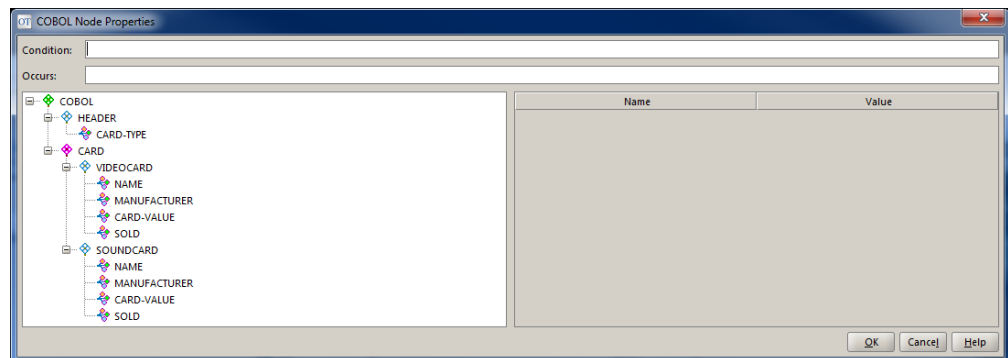 OT COBOL Node Properties
Condition:
Occurs:
COBOL
HEADER
CARD-TYPE
CARD
VIDEOCARD
NAME
MANUFACTURER
CARD-VALUE
SOLD
SOUNDCARD
NAME
MANUFACTURER
CARD-VALUE
SOLD
Name Value
OK Cancel Help